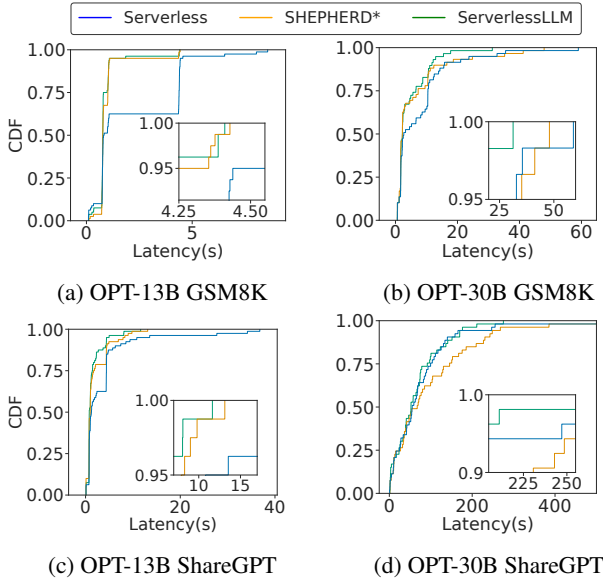 Serverless SHEPHERD* ServerlessLLM
1.00
0.75
0.50
0.25
0.00
CDF
1.00
0.95
4.25 4.50
0 5
Latency(s)
(a) OPT-13B GSM8K
1.00
0.75
0.50
0.25
0.00
1.00
0.95
25 50
0 20 40 60
Latency(s)
(b) OPT-30B GSM8K
1.00
0.75
0.50
0.25
0.00
CDF
1.00
0.95
10 15
0 20 40
Latency(s)
(c) OPT-13B ShareGPT
1.00
0.75
0.50
0.25
0.00
1.0
0.9
225 250
0 200 400
Latency(s)
(d) OPT-30B ShareGPT